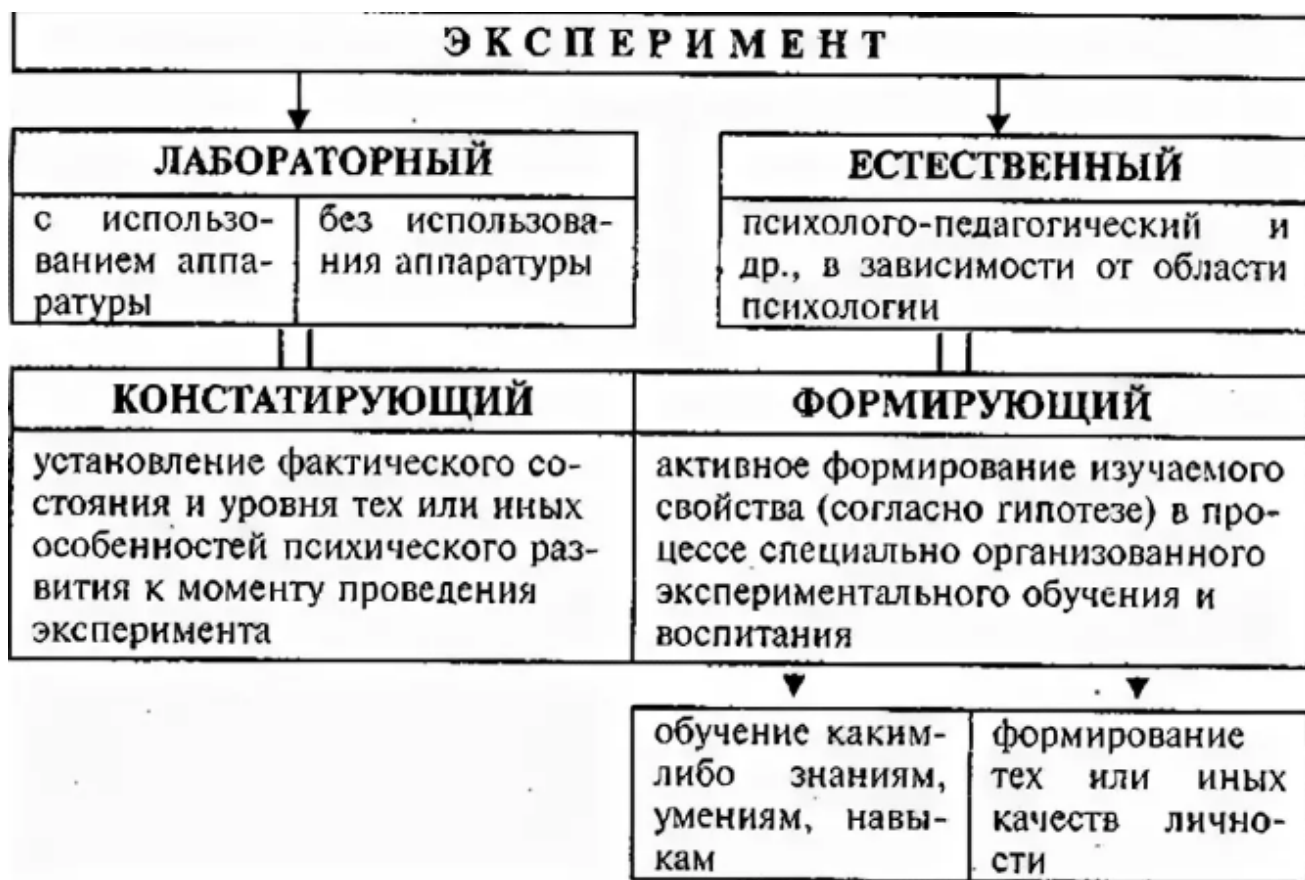 ЭКСПЕРИМЕНТ
ЛАБОРАТОРНЫЙ
с использо-
ванием аппа-
ратуры
без использова-
ния аппаратуры
ЕСТЕСТВЕННЫЙ
психолого-педагогический и
др., в зависимости от области
психологии
КОНСТАТИРУЮЩИЙ
установление фактического со-
стояния и уровня тех или иных
особенностей психического раз-
вития к моменту проведения
эксперимента
ФОРМИРУЮЩИЙ
активное формирование изучаемого
свойства (согласно гипотезе) в про-
цессе специально организованного
экспериментального обучения и
воспитания
обучение каким-
либо знаниям,
умениям, навы-
кам
формирование
тех или иных
качеств лично-
сти